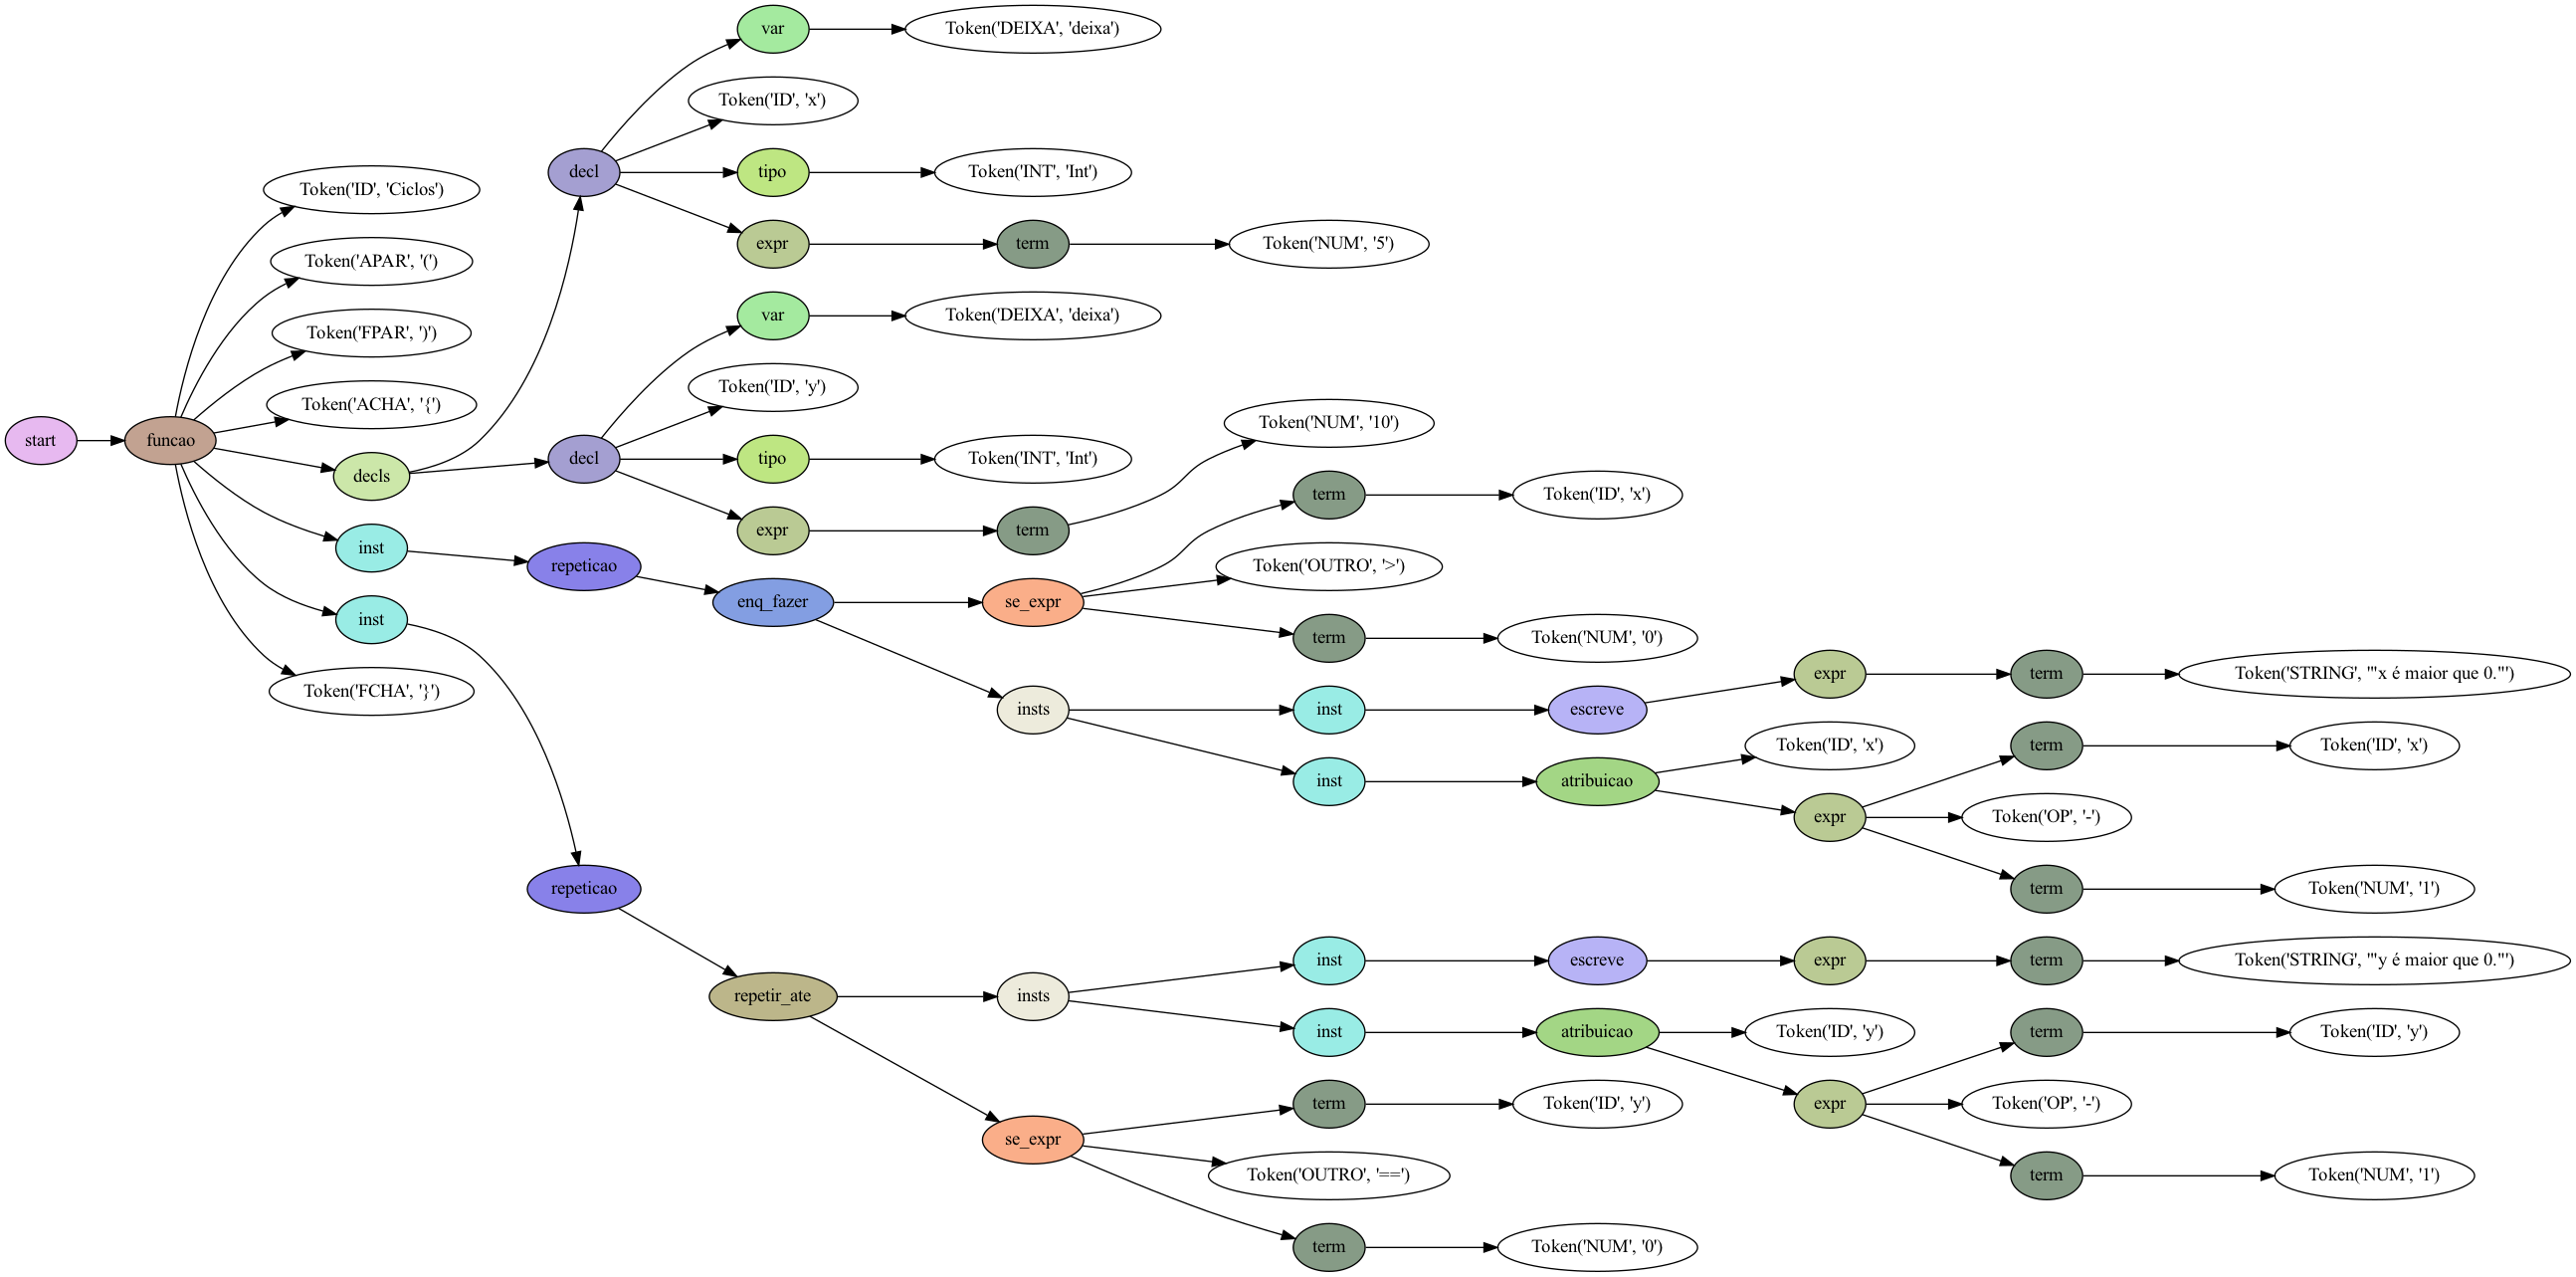 start
funcao
Token('ID', 'Ciclos')
Token('APAR', '(')
Token('FPAR', ')')
Token('ACHA', '{')
decls
decl
var
Token('DEIXA', 'deixa')
Token('ID', 'x')
tipo
Token('INT', 'Int')
expr
term
Token('NUM', '5')
decl
var
Token('DEIXA', 'deixa')
Token('ID', 'y')
tipo
Token('INT', 'Int')
expr
term
Token('NUM', '10')
inst
repeticao
enq_fazer
se_expr
term
Token('ID', 'x')
Token('OUTRO', '>')
term
Token('NUM', '0')
insts
inst
escreve
expr
term
Token('STRING', '"x é maior que 0."')
inst
atribuicao
Token('ID', 'x')
expr
term
Token('ID', 'x')
Token('OP', '-')
term
Token('NUM', '1')
inst
repeticao
repetir_ate
insts
inst
escreve
expr
term
Token('STRING', '"y é maior que 0."')
inst
atribuicao
Token('ID', 'y')
expr
term
Token('ID', 'y')
Token('OP', '-')
term
Token('NUM', '1')
se_expr
term
Token('ID', 'y')
Token('OUTRO', '==')
term
Token('NUM', '0')
Token('FCHA', '}')